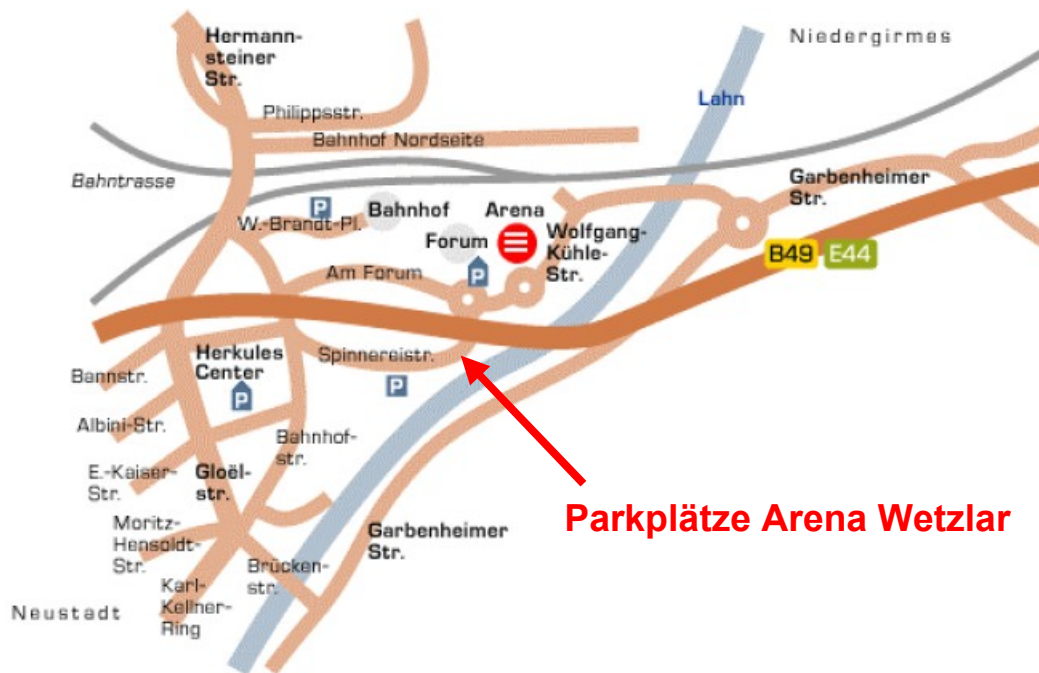 Hermann-
steiner
Str.
Niedergirmes
Lahn
Philippsstr.
Bahnhof Nordseite
Bahntrasse
Garbenheimer
Str.
P
W.-Brandt-Pl.
Bahnhof
Arena
Forum
Wolfgang-
Kühle-
Str.
Am Forum
P
B49 E44
Herkules
Center
P
Spinnereistr.
P
Bannstr.
Albini-Str.
Bahnhof-
str.
E.-Kaiser-
Str.
Gloël-
str.
Parkplätze Arena Wetzlar
Moritz-
Hensoldt-
Str.
Garbenheimer
Str.
Brücken-
str.
Karl-
Kellner-
Ring
Neustadt